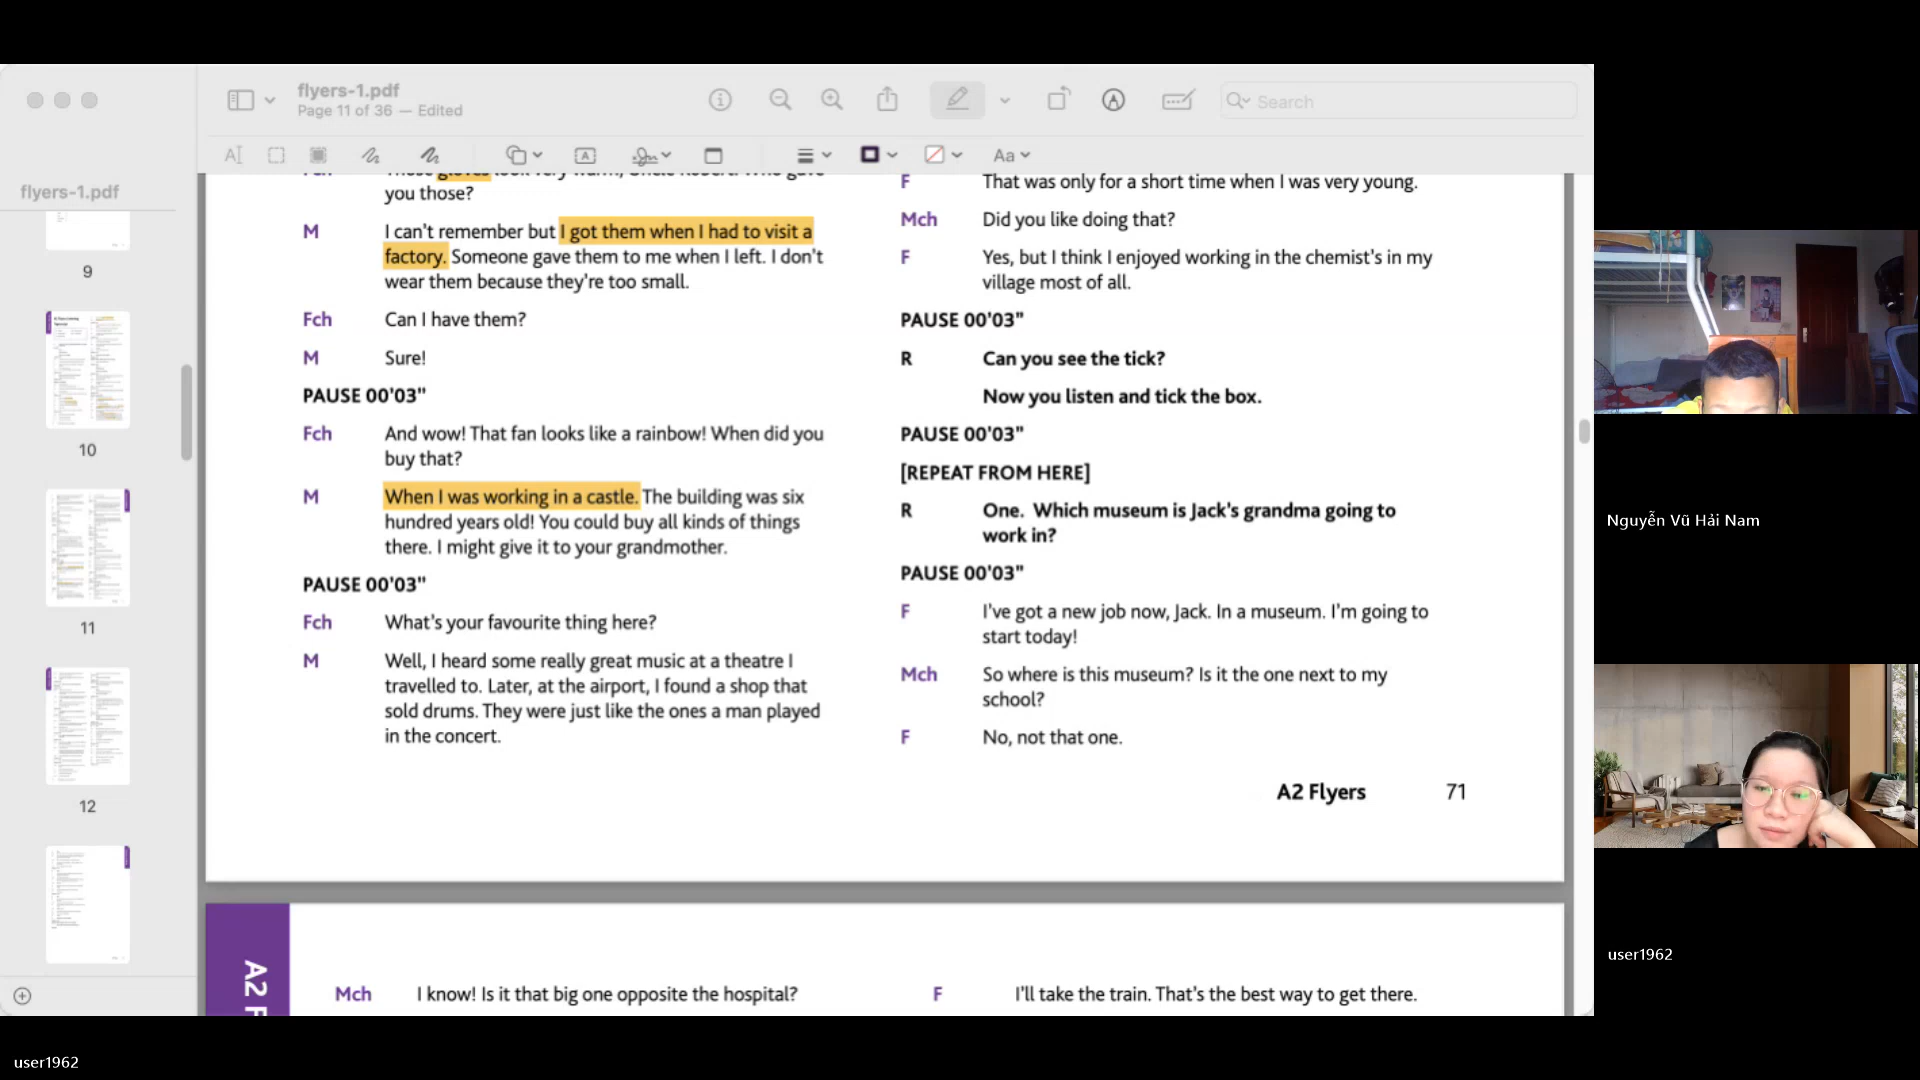 flyers-1.pdf
Page 11 of 36 — Edited
Search
flyers-1.pdf
9
10
11
12
you those?
M I can't remember but I got them when I had to visit a
factory. Someone gave them to me when I left. I don't
wear them because they're too small.
Fch Can I have them?
M Sure!
PAUSE 00'03"
Fch And wow! That fan looks like a rainbow! When did you
buy that?
M When I was working in a castle. The building was six
hundred years old! You could buy all kinds of things
there. I might give it to your grandmother.
PAUSE 00'03"
Fch What's your favourite thing here?
M Well, I heard some really great music at a theatre I
travelled to. Later, at the airport, I found a shop that
sold drums. They were just like the ones a man played
in the concert.
F That was only for a short time when I was very young.
Mch Did you like doing that?
F Yes, but I think I enjoyed working in the chemist's in my
village most of all.
PAUSE 00'03"
R Can you see the tick?
Now you listen and tick the box.
PAUSE 00'03"
[REPEAT FROM HERE]
R One. Which museum is Jack's grandma going to
work in?
PAUSE 00'03"
F I've got a new job now, Jack. In a museum. I'm going to
start today!
Mch So where is this museum? Is it the one next to my
school?
F No, not that one.
A2 Flyers 71
A2 F
Mch I know! Is it that big one opposite the hospital?
F I'll take the train. That's the best way to get there.
Nguyễn Vũ Hải Nam
user1962
user1962